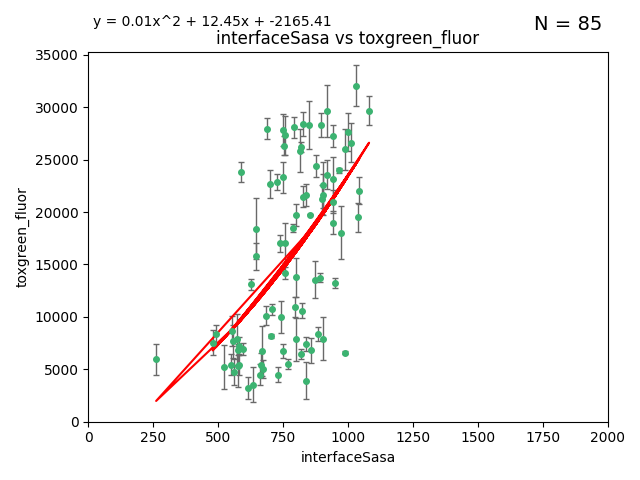 y = 0.01x^2 + 12.45x + -2165.41
N = 85
interfaceSasa vs toxgreen_fluor
35000
30000
25000
20000
15000
10000
5000
0
toxgreen_fluor
0 250 500 750 1000 1250 1500 1750 2000
interfaceSasa